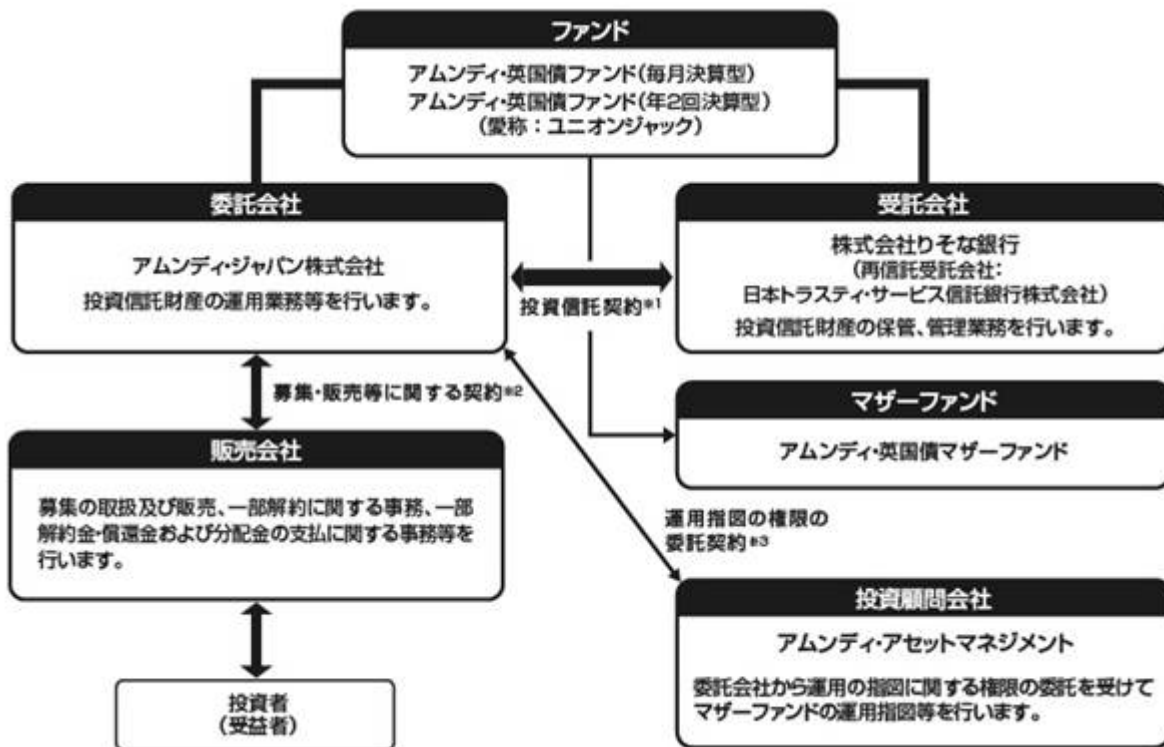 ファンド
アムンディ・英国債ファンド(毎月決算型)
アムンディ・英国債ファンド(年2回決算型)
(愛称：ユニオンジャック)
委託会社
アムンディ・ジャパン株式会社
投資信託財産の運用業務等を行います。
投資信託契約※1
受託会社
株式会社りそな銀行
(再信託受託会社：
日本トラスティ・サービス信託銀行株式会社)
投資信託財産の保管、管理業務を行います。
募集・販売等に関する契約※2
マザーファンド
アムンディ・英国債マザーファンド
販売会社
募集の取扱及び販売、一部解約に関する事務、一部
解約金・償還金および分配金の支払に関する事務等を
行います。
運用指図の権限の
委託契約※3
投資顧問会社
アムンディ・アセットマネジメント
委託会社から運用の指図に関する権限の委託を受けて
マザーファンドの運用指図等を行います。
投資者
(受益者)